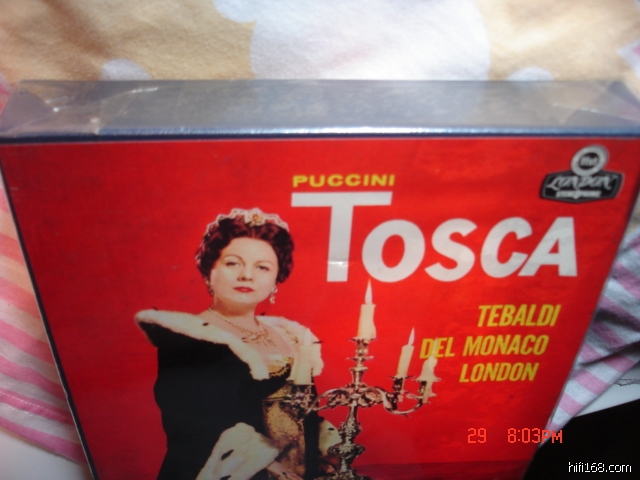 PUCCINI
TOSCA
LONDON
TEBALDI
DEL MONACO
LONDON
29 8:03PM
hifi168.com